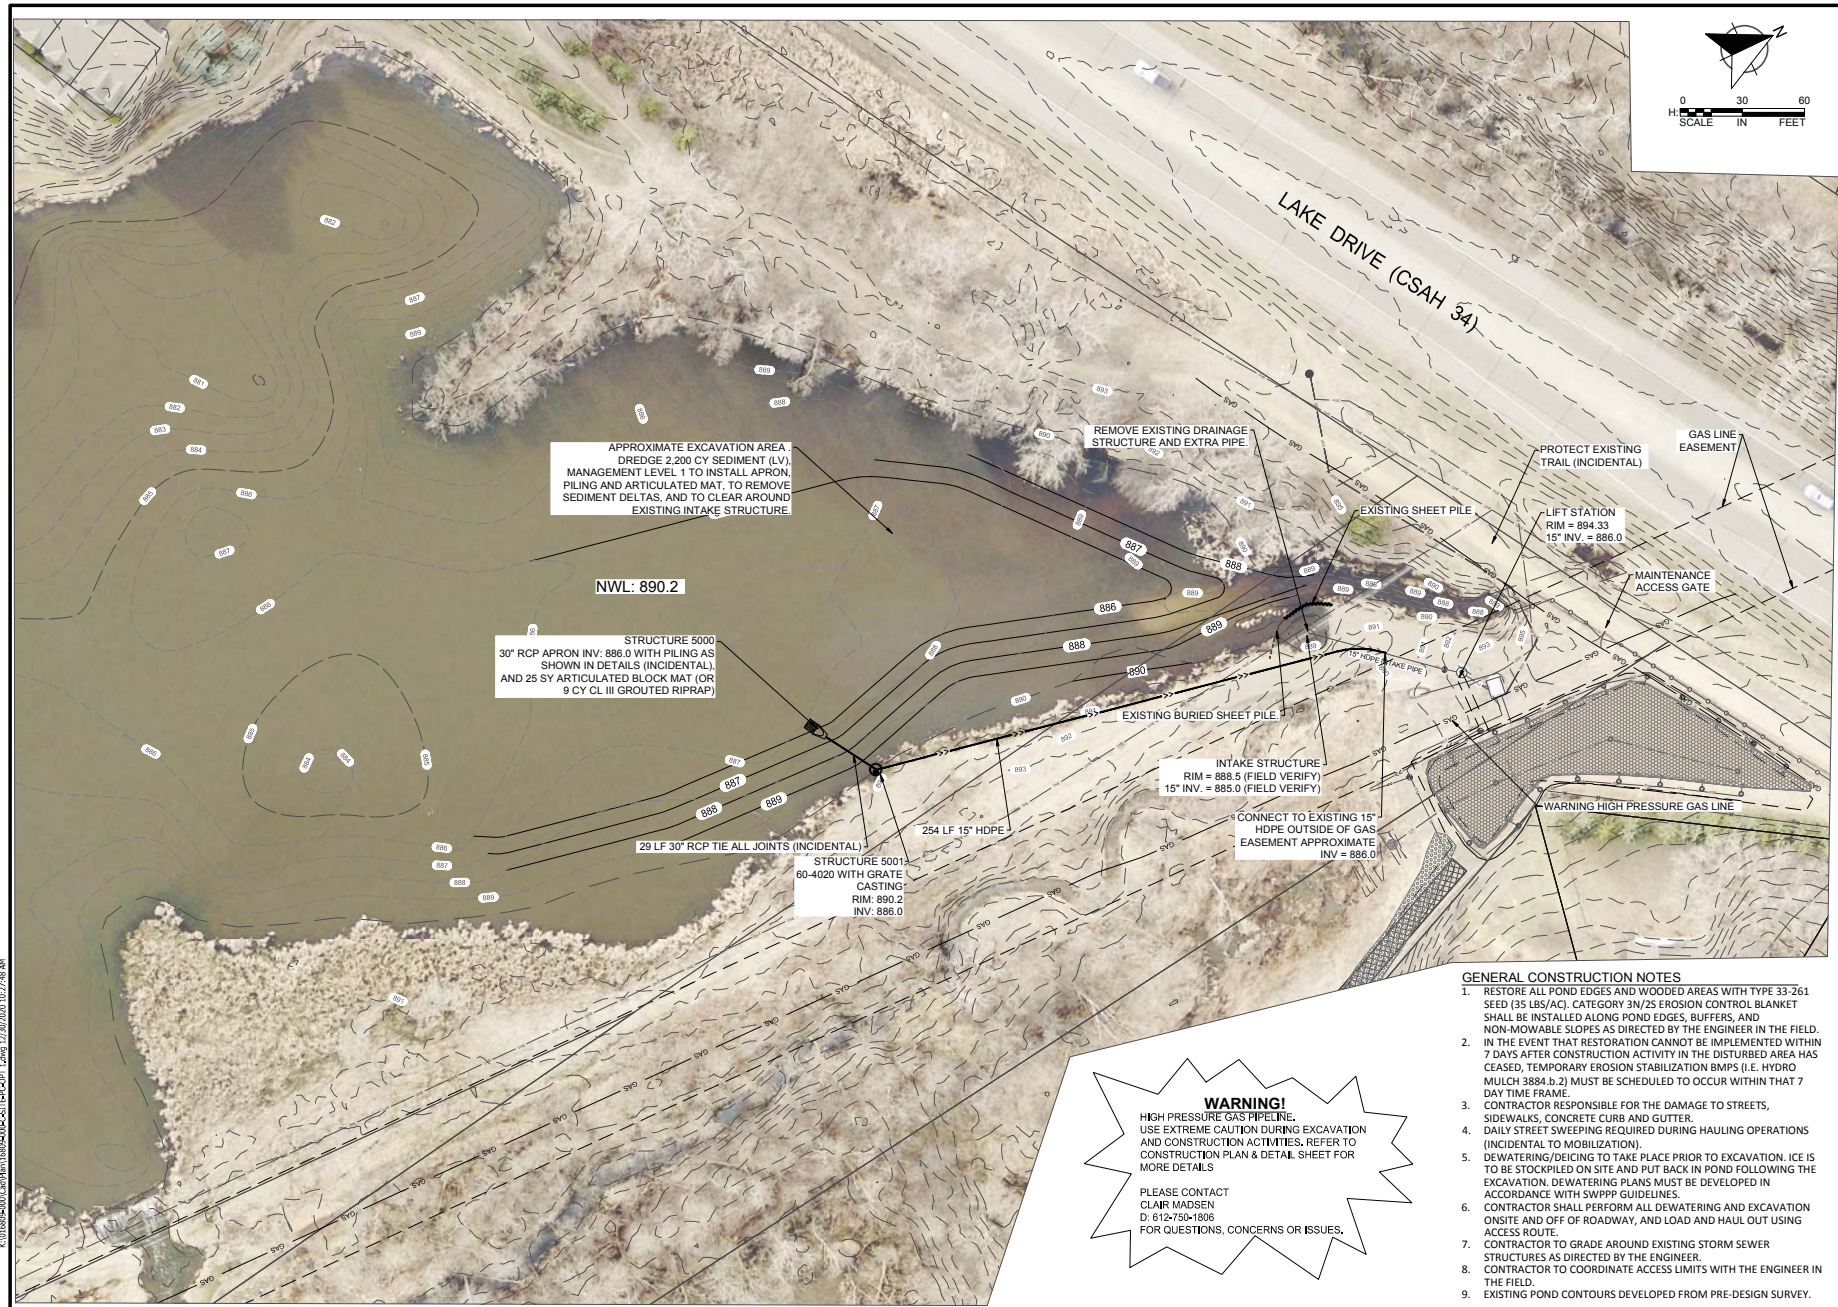 N
0 30 60
H:
SCALE IN FEET
LAKE DRIVE (CSAH 34)
APPROXIMATE EXCAVATION AREA .
DREDGE 2,200 CY SEDIMENT (LV),
MANAGEMENT LEVEL 1 TO INSTALL APRON,
PILING AND ARTICULATED MAT, TO REMOVE
SEDIMENT DELTAS, AND TO CLEAR AROUND
EXISTING INTAKE STRUCTURE.
REMOVE EXISTING DRAINAGE
STRUCTURE AND EXTRA PIPE.
PROTECT EXISTING
TRAIL (INCIDENTAL)
GAS LINE
EASEMENT
EXISTING SHEET PILE
LIFT STATION
RIM = 894.33
15" INV. = 886.0
MAINTENANCE
ACCESS GATE
NWL: 890.2
STRUCTURE 5000
30" RCP APRON INV: 886.0 WITH PILING AS
SHOWN IN DETAILS (INCIDENTAL),
AND 25 SY ARTICULATED BLOCK MAT (OR
9 CY CL III GROUTED RIPRAP)
887
888
886
889
888
890
887
888
889
15" HDPE INTAKE PIPE
EXISTING BURIED SHEET PILE.
INTAKE STRUCTURE
RIM = 888.5 (FIELD VERIFY)
15" INV. = 885.0 (FIELD VERIFY)
CONNECT TO EXISTING 15"
HDPE OUTSIDE OF GAS
EASEMENT APPROXIMATE
INV = 886.0
WARNING HIGH PRESSURE GAS LINE
254 LF 15" HDPE
29 LF 30" RCP TIE ALL JOINTS (INCIDENTAL)
STRUCTURE 5001
60-4020 WITH GRATE
CASTING
RIM: 890.2
INV: 886.0
WARNING!
HIGH PRESSURE GAS PIPELINE.
USE EXTREME CAUTION DURING EXCAVATION
AND CONSTRUCTION ACTIVITIES. REFER TO
CONSTRUCTION PLAN & DETAIL SHEET FOR
MORE DETAILS
PLEASE CONTACT
CLAIR MADSEN
D: 612-750-1806
FOR QUESTIONS, CONCERNS OR ISSUES.
GENERAL CONSTRUCTION NOTES
1. RESTORE ALL POND EDGES AND WOODED AREAS WITH TYPE 33-261
SEED (35 LBS/AC). CATEGORY 3N/2S EROSION CONTROL BLANKET
SHALL BE INSTALLED ALONG POND EDGES, BUFFERS, AND
NON-MOWABLE SLOPES AS DIRECTED BY THE ENGINEER IN THE FIELD.
2. IN THE EVENT THAT RESTORATION CANNOT BE IMPLEMENTED WITHIN
7 DAYS AFTER CONSTRUCTION ACTIVITY IN THE DISTURBED AREA HAS
CEASED, TEMPORARY EROSION STABILIZATION BMPS (I.E. HYDRO
MULCH 3884.b.2) MUST BE SCHEDULED TO OCCUR WITHIN THAT 7
DAY TIME FRAME.
3. CONTRACTOR RESPONSIBLE FOR THE DAMAGE TO STREETS,
SIDEWALKS, CONCRETE CURB AND GUTTER.
4. DAILY STREET SWEEPING REQUIRED DURING HAULING OPERATIONS
(INCIDENTAL TO MOBILIZATION).
5. DEWATERING/DEICING TO TAKE PLACE PRIOR TO EXCAVATION. ICE IS
TO BE STOCKPILED ON SITE AND PUT BACK IN POND FOLLOWING THE
EXCAVATION. DEWATERING PLANS MUST BE DEVELOPED IN
ACCORDANCE WITH SWPPP GUIDELINES.
6. CONTRACTOR SHALL PERFORM ALL DEWATERING AND EXCAVATION
ONSITE AND OFF OF ROADWAY, AND LOAD AND HAUL OUT USING
ACCESS ROUTE.
7. CONTRACTOR TO GRADE AROUND EXISTING STORM SEWER
STRUCTURES AS DIRECTED BY THE ENGINEER.
8. CONTRACTOR TO COORDINATE ACCESS LIMITS WITH THE ENGINEER IN
THE FIELD.
9. EXISTING POND CONTOURS DEVELOPED FROM PRE-DESIGN SURVEY.